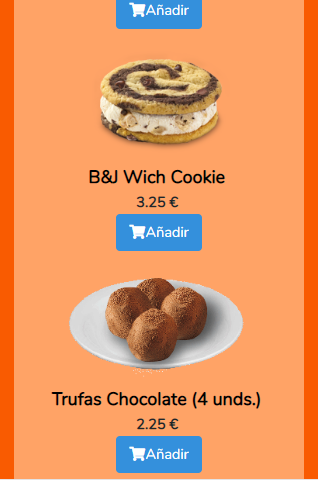 Añadir
B&J Wich Cookie
3.25 €
Añadir
Trufas Chocolate (4 unds.)
2.25 €
Añadir